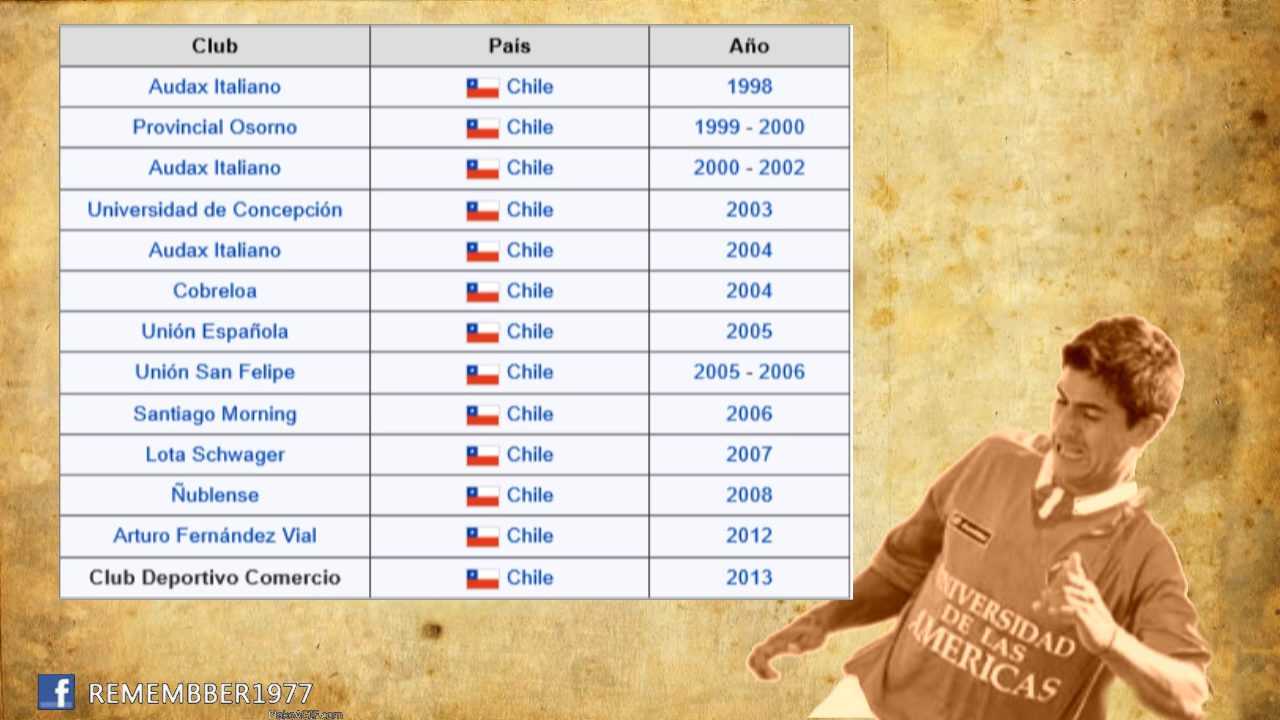 Club País Año
Audax Italiano Chile 1998
Provincial Osorno Chile 1999 - 2000
Audax Italiano Chile 2000 - 2002
Universidad de Concepción Chile 2003
Audax Italiano Chile 2004
Cobreloa Chile 2004
Unión Española Chile 2005
Unión San Felipe Chile 2005 - 2006
Santiago Morning Chile 2006
Lota Schwager Chile 2007
Ñublense Chile 2008
Arturo Fernández Vial Chile 2012
Club Deportivo Comercio Chile 2013
UNIVERSIDAD
DE LAS
AMERICAS
f REMEMBBER1977
MakeAGIF.com